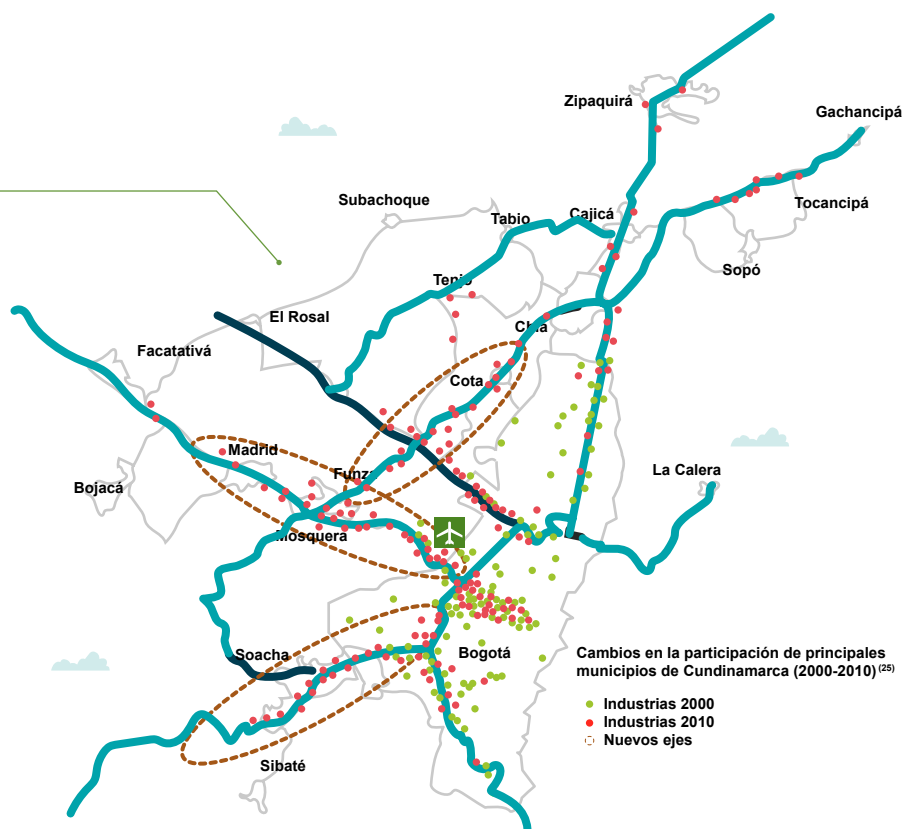 Zipaquirá
Gachancipá
Subachoque
Tabio
Cajicá
Tocancipá
Sopó
Tenjo
El Rosal
Chía
Facatativá
Cota
Madrid
La Calera
Funza
Bojacá
Mosquera
Soacha
Bogotá
Cambios en la participación de principales
municipios de Cundinamarca (2000-2010) (25)
Industrias 2000
Industrias 2010
Nuevos ejes
Sibaté